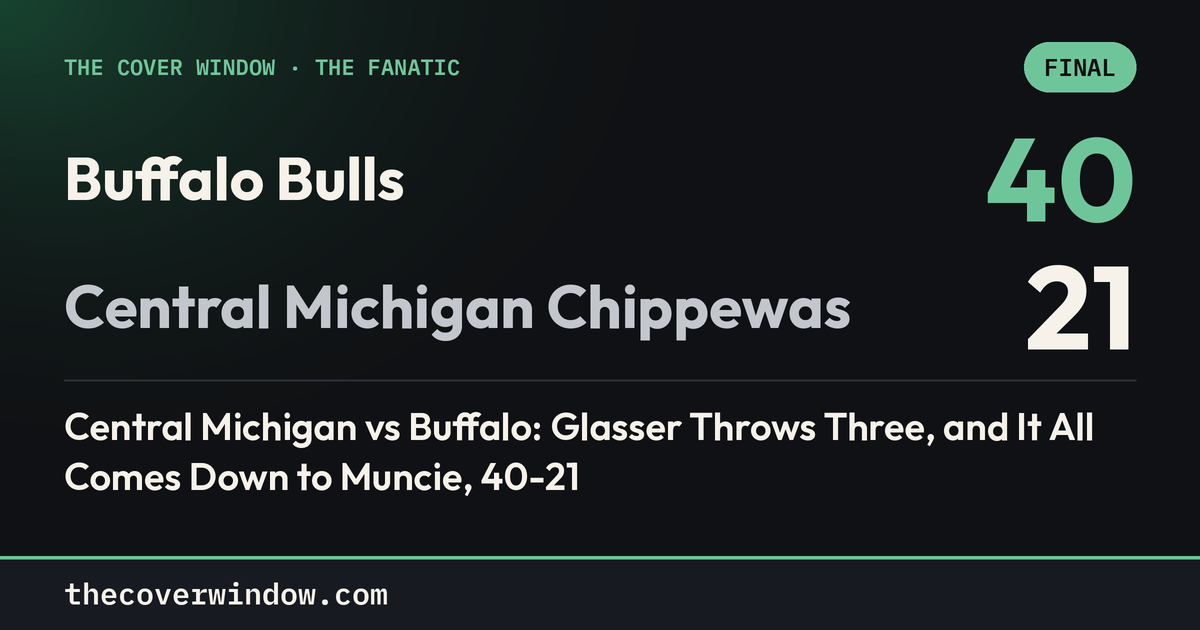 THE COVER WINDOW · THE FANATIC
FINAL
Buffalo Bulls
40
Central Michigan Chippewas
21
Central Michigan vs Buffalo: Glasser Throws Three, and It All
Comes Down to Muncie, 40-21
thecoverwindow.com